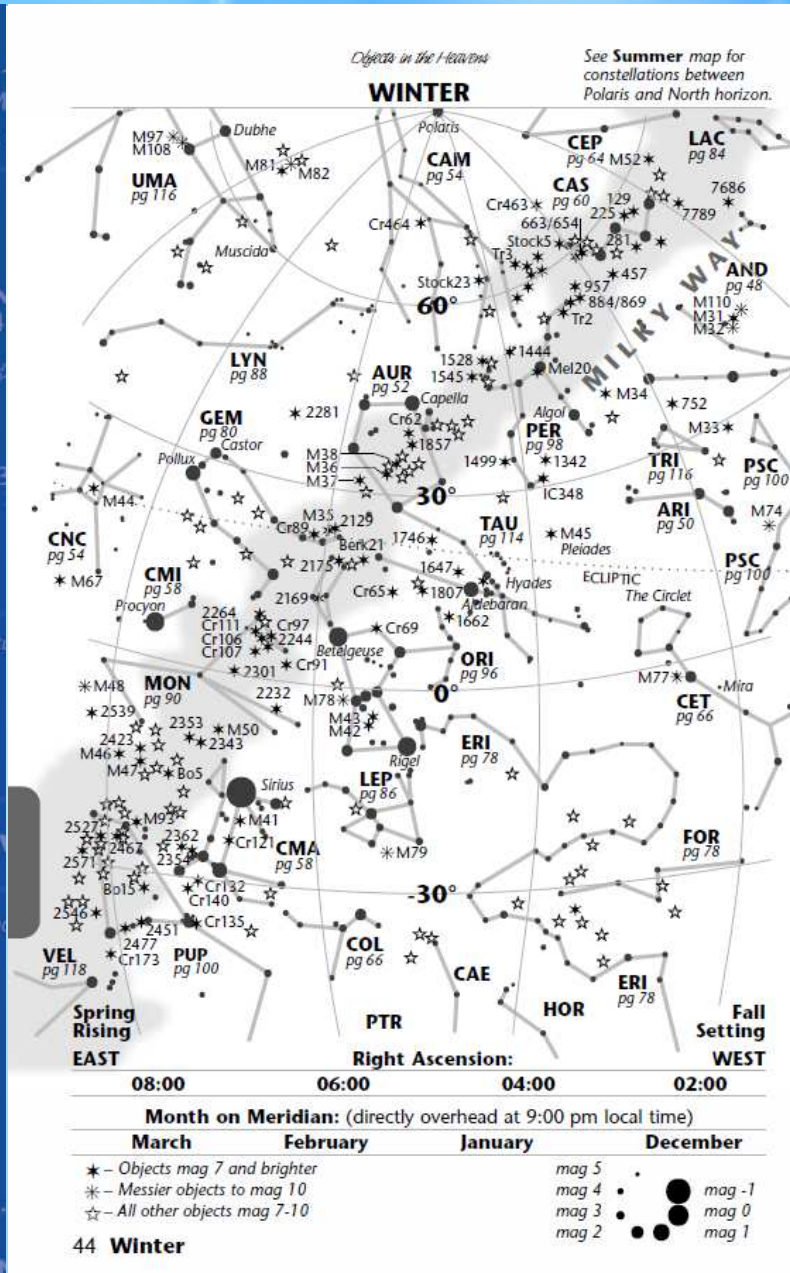 Objects in the Heavens
See Summer map for
constellations between
Polaris and North horizon.
WINTER
M97
M108
Dubhe
Polaris
M81
M82
UMA
pg 116
CAM
pg 54
CEP
pg 64
M52
LAC
pg 84
CAS
pg 60
Cr463
129
225
7686
7789
Cr464
663/654
Stock5
281
Muscida
Tr3
Stock23
457
957
884/869
Tr2
MILKY WAY
AND
pg 48
M110
M31
M32
60°
LYN
pg 88
1528
1545
1444
Mel20
AUR
pg 52
Capella
M34
752
Algol
M33
GEM
pg 80
2281
Cr62
1857
PER
pg 98
Castor
Pollux
M38
M36
M37
1499
1342
IC348
TRI
pg 116
PSC
pg 100
M44
30°
ARI
pg 50
M74
CNC
pg 54
M35
2129
Cr89
TAU
pg 114
M45
Pleiades
1746
Berk21
2175
M67
CMI
pg 58
1647
Hyades
ECLIPTIC
PSC
pg 100
Procyon
2169
Cr65
1807
Aldebaran
The Circlet
2264
Cr111
Cr97
Cr106
2244
Cr107
Cr69
1662
Betelgeuse
Cr91
2301
ORI
pg 96
M77
Mira
M48
MON
pg 90
2232
M78
0°
CET
pg 66
2539
2353
M50
M43
M42
2423
2343
M46
M47
Bo5
ERI
pg 78
Rigel
Sirius
LEP
pg 86
M93
M41
2527
2362
Cr121
2467
2354
2571
CMA
pg 58
M79
FOR
pg 78
Bo15
Cr132
Cr140
-30°
2546
2451
Cr135
2477
Cr173
VEL
pg 118
PUP
pg 100
COL
pg 66
CAE
ERI
pg 78
HOR
PTR
Spring
Rising
Fall
Setting
EAST Right Ascension: WEST
08:00 06:00 04:00 02:00
Month on Meridian: (directly overhead at 9:00 pm local time)
March February January December
– Objects mag 7 and brighter
– Messier objects to mag 10
– All other objects mag 7-10
mag 5
mag 4 mag -1
mag 3 mag 0
mag 2 mag 1
44 Winter